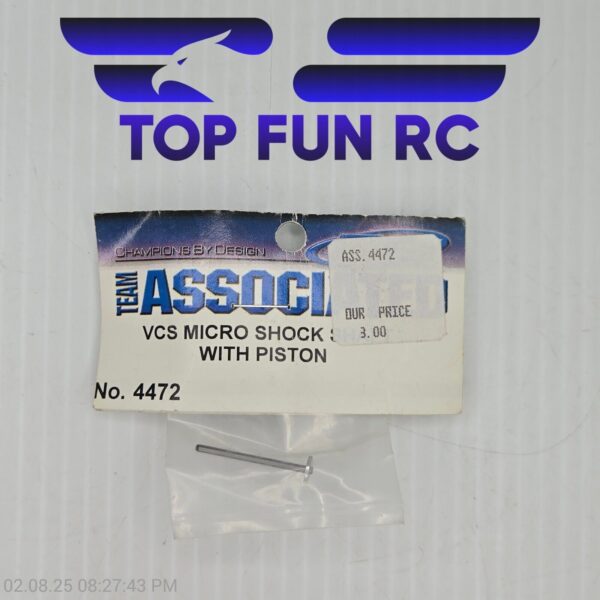 TOP FUN RC
CHAMPIONS BY DESIGN
TEAM
ASSOCIATED
ASS.4472
OUR PRICE
3.00
VCS MICRO SHOCK
WITH PISTON
No. 4472
02.08.25 08:27:43 PM